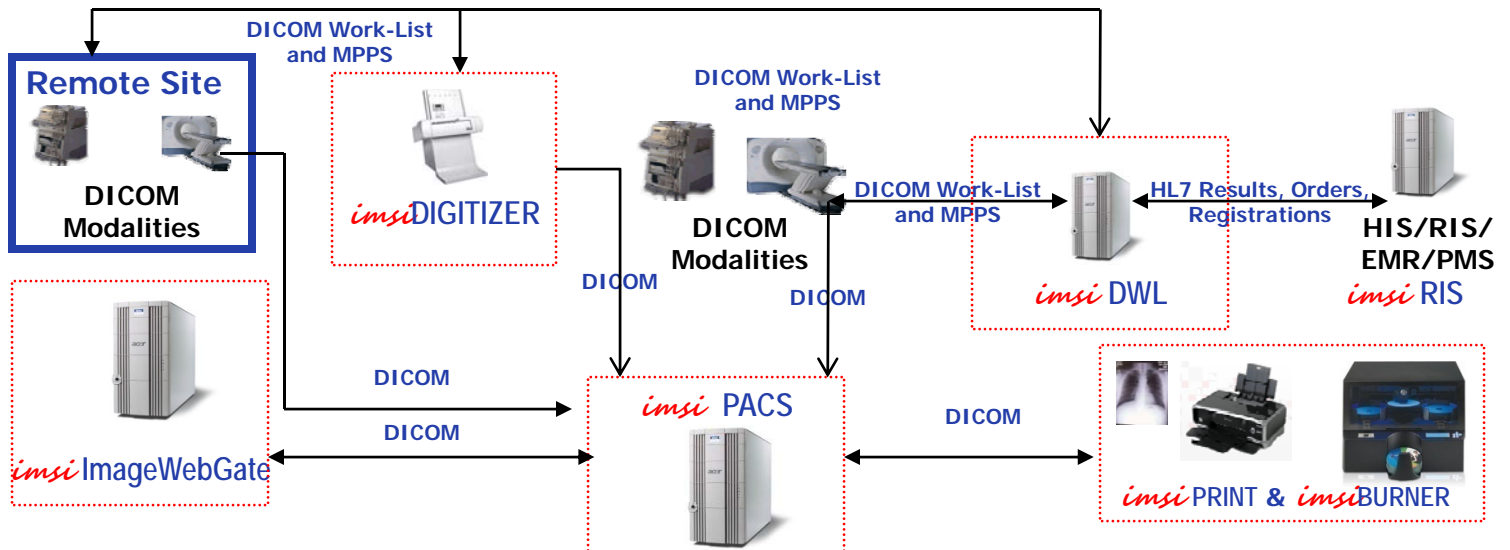 DICOM Work-List
and MPPS
Remote Site
DICOM
Modalities
imsiDIGITIZER
DICOM
DICOM Work-List
and MPPS
DICOM
Modalities
DICOM
DICOM Work-List
and MPPS
imsi DWL
HL7 Results, Orders,
Registrations
HIS/RIS/
EMR/PMS
imsi RIS
imsi ImageWebGate
DICOM
DICOM
imsi PACS
DICOM
imsi PRINT & imsiBURNER